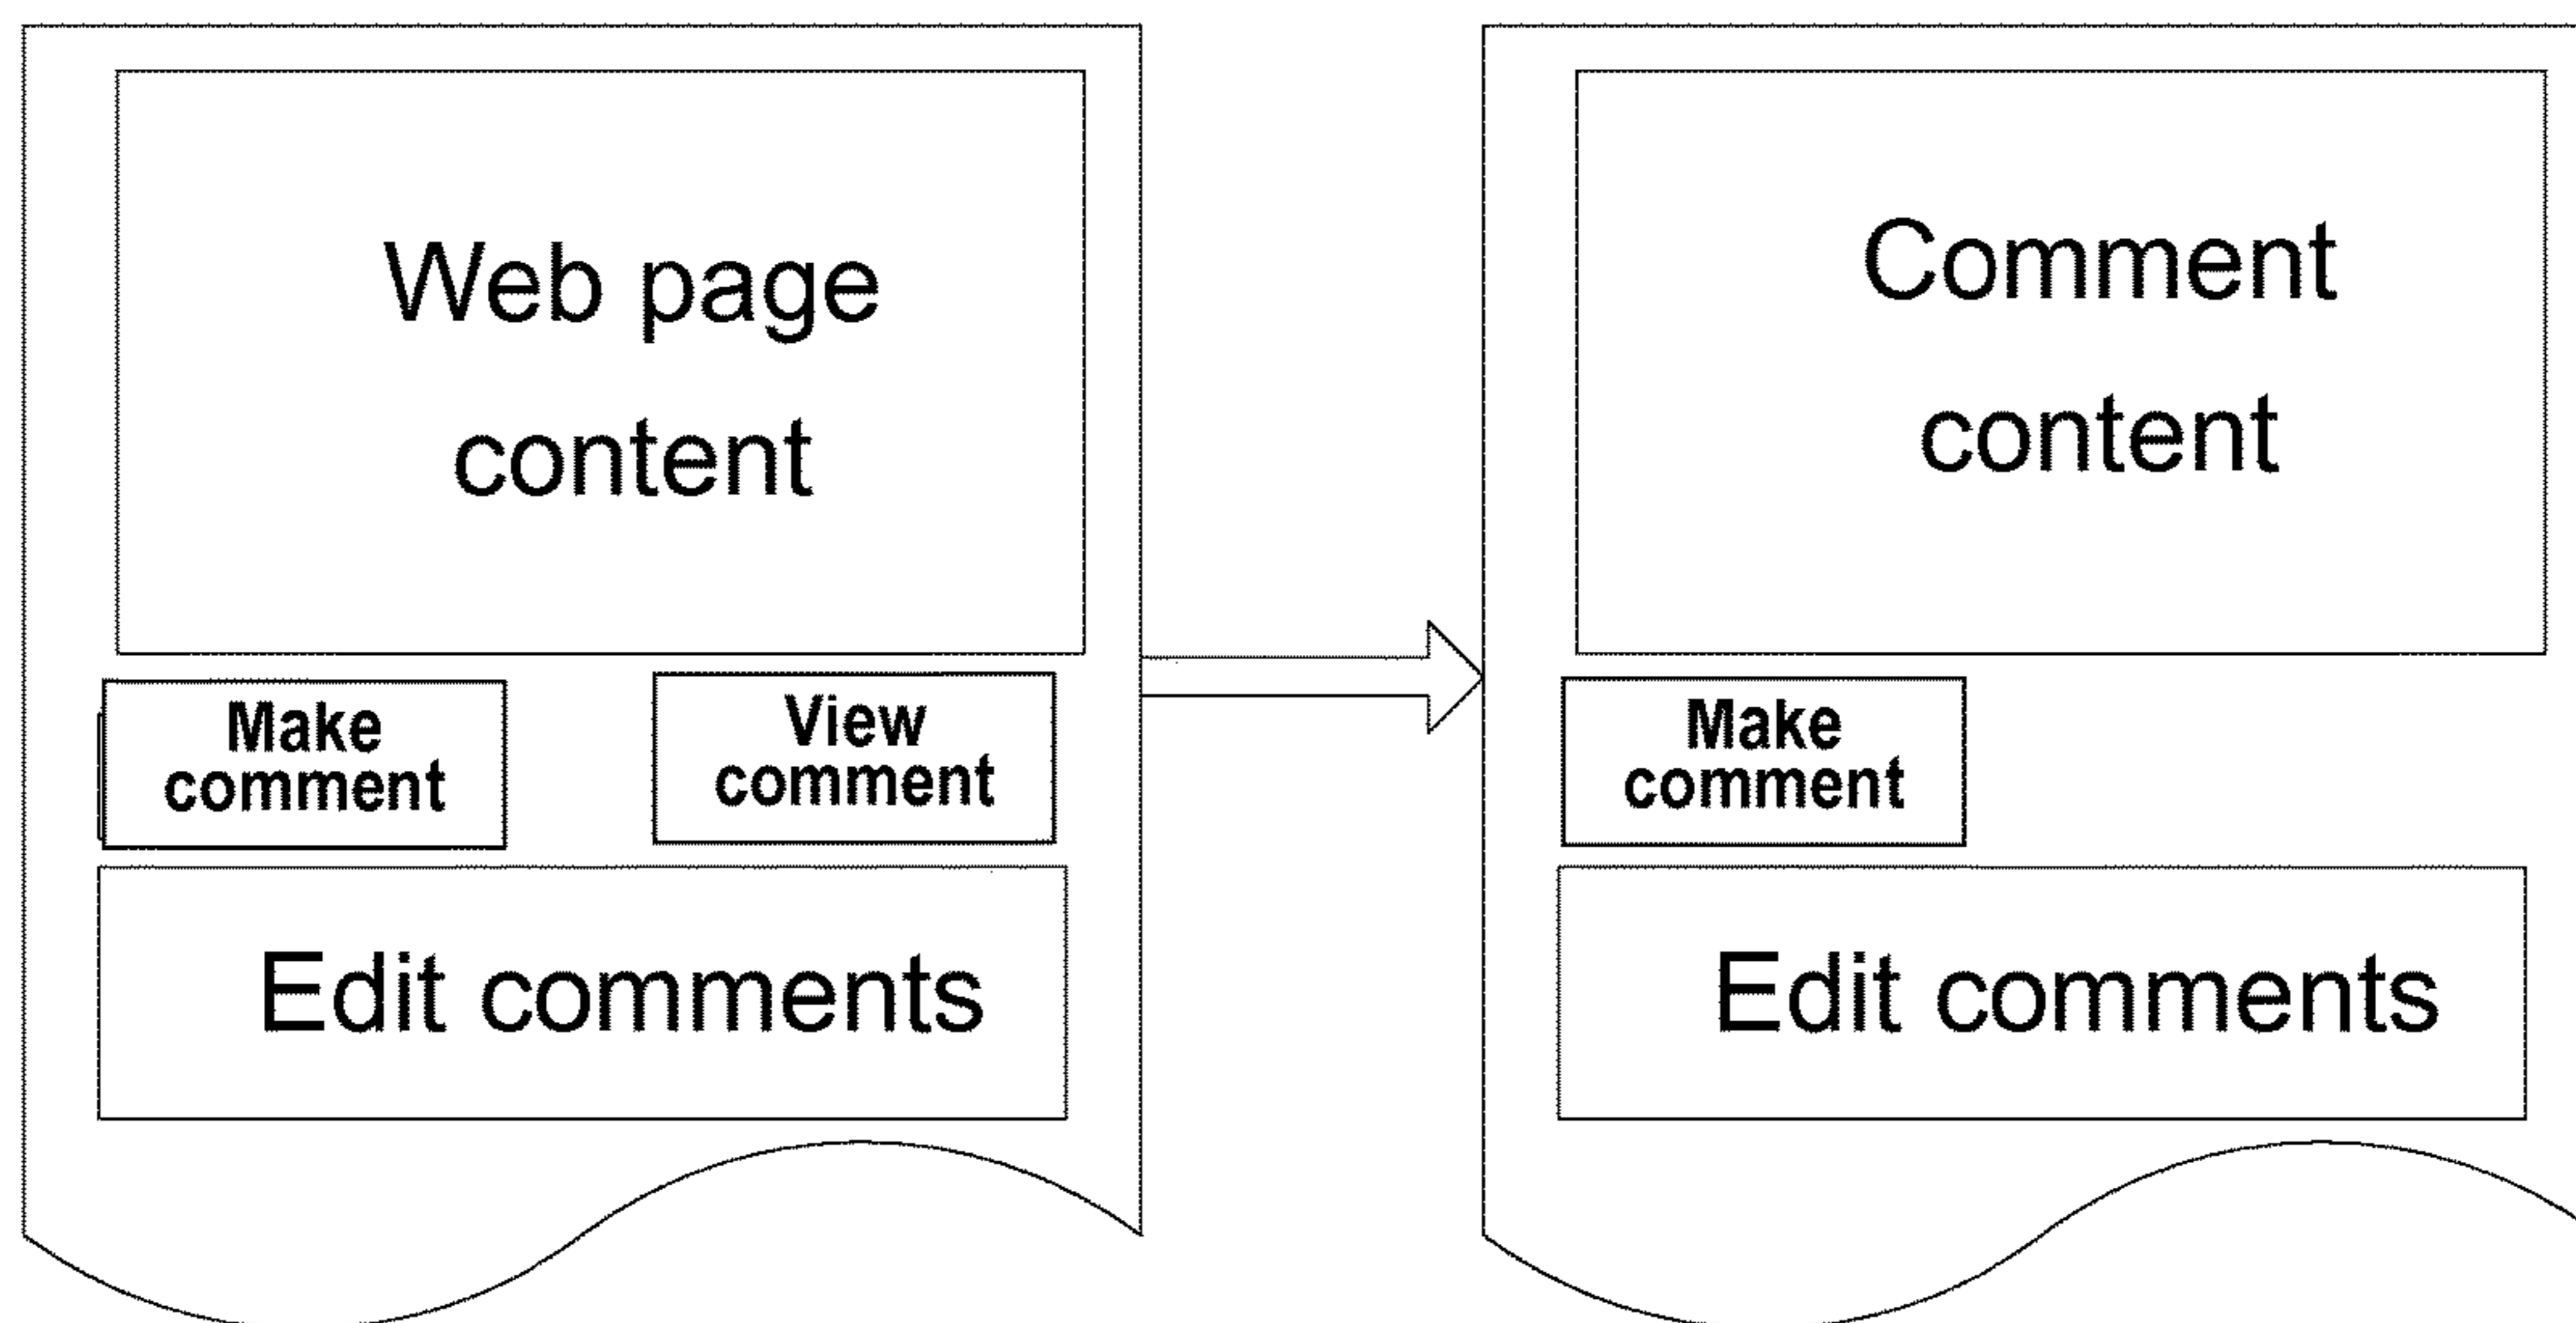 Web page
content
Make
comment
View
comment
Edit comments
Comment
content
Make
comment
Edit comments